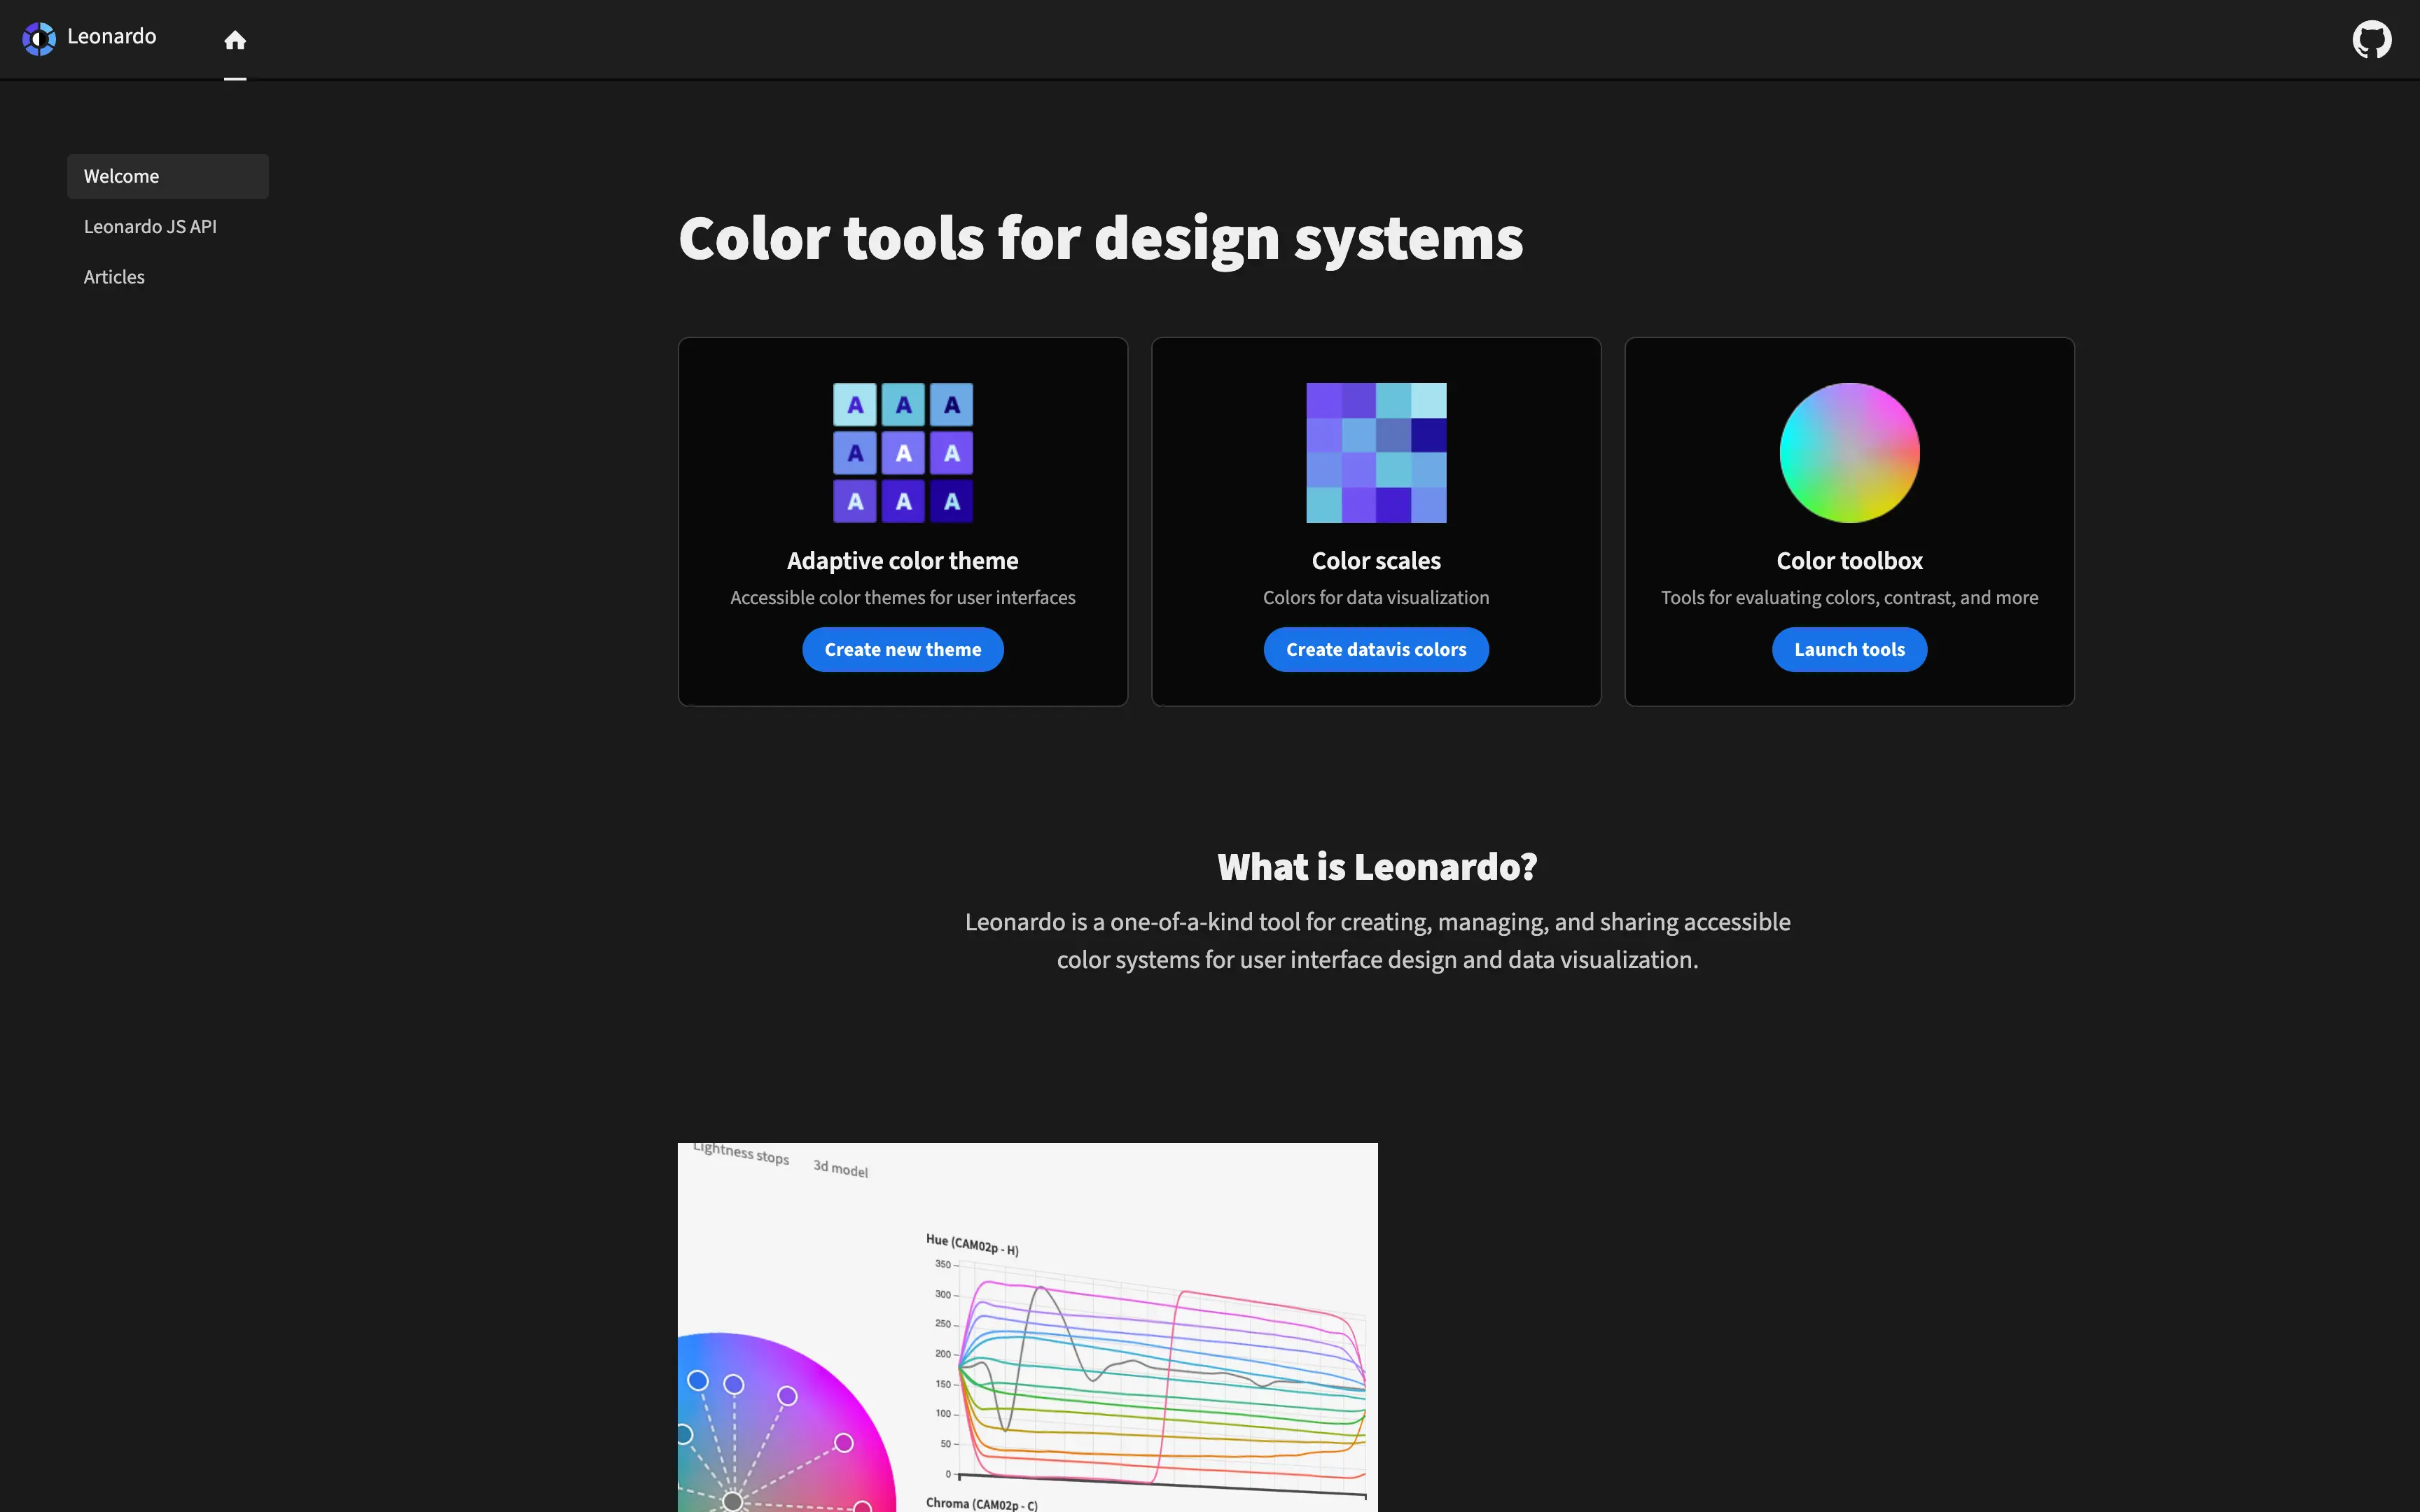 Leonardo
Welcome
Leonardo JS API
Articles
Color tools for design systems
A A A
A A A
A A A
Adaptive color theme
Accessible color themes for user interfaces
Create new theme
Color scales
Colors for data visualization
Create datavis colors
Color toolbox
Tools for evaluating colors, contrast, and more
Launch tools
What is Leonardo?
Leonardo is a one-of-a-kind tool for creating, managing, and sharing accessible
color systems for user interface design and data visualization.
Lightness stops 3d model
Hue (CAM02p - H)
350
300
250
200
150
100
50
0
Chroma (CAM02p - C)